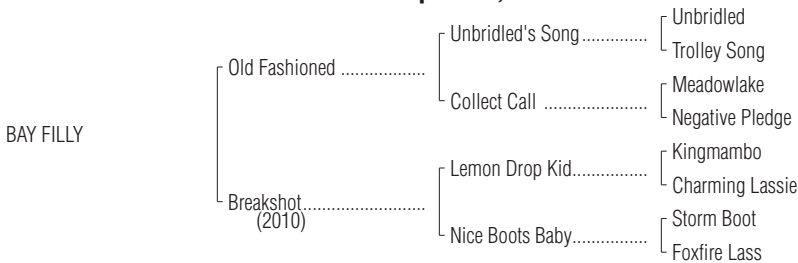 Unbridled
Unbridled's Song..............
Trolley Song
Old Fashioned ..................
Meadowlake
Collect Call ......................
Negative Pledge
BAY FILLY
Kingmambo
Lemon Drop Kid................
Charming Lassie
Breakshot..........................
(2010)
Storm Boot
Nice Boots Baby................
Foxfire Lass